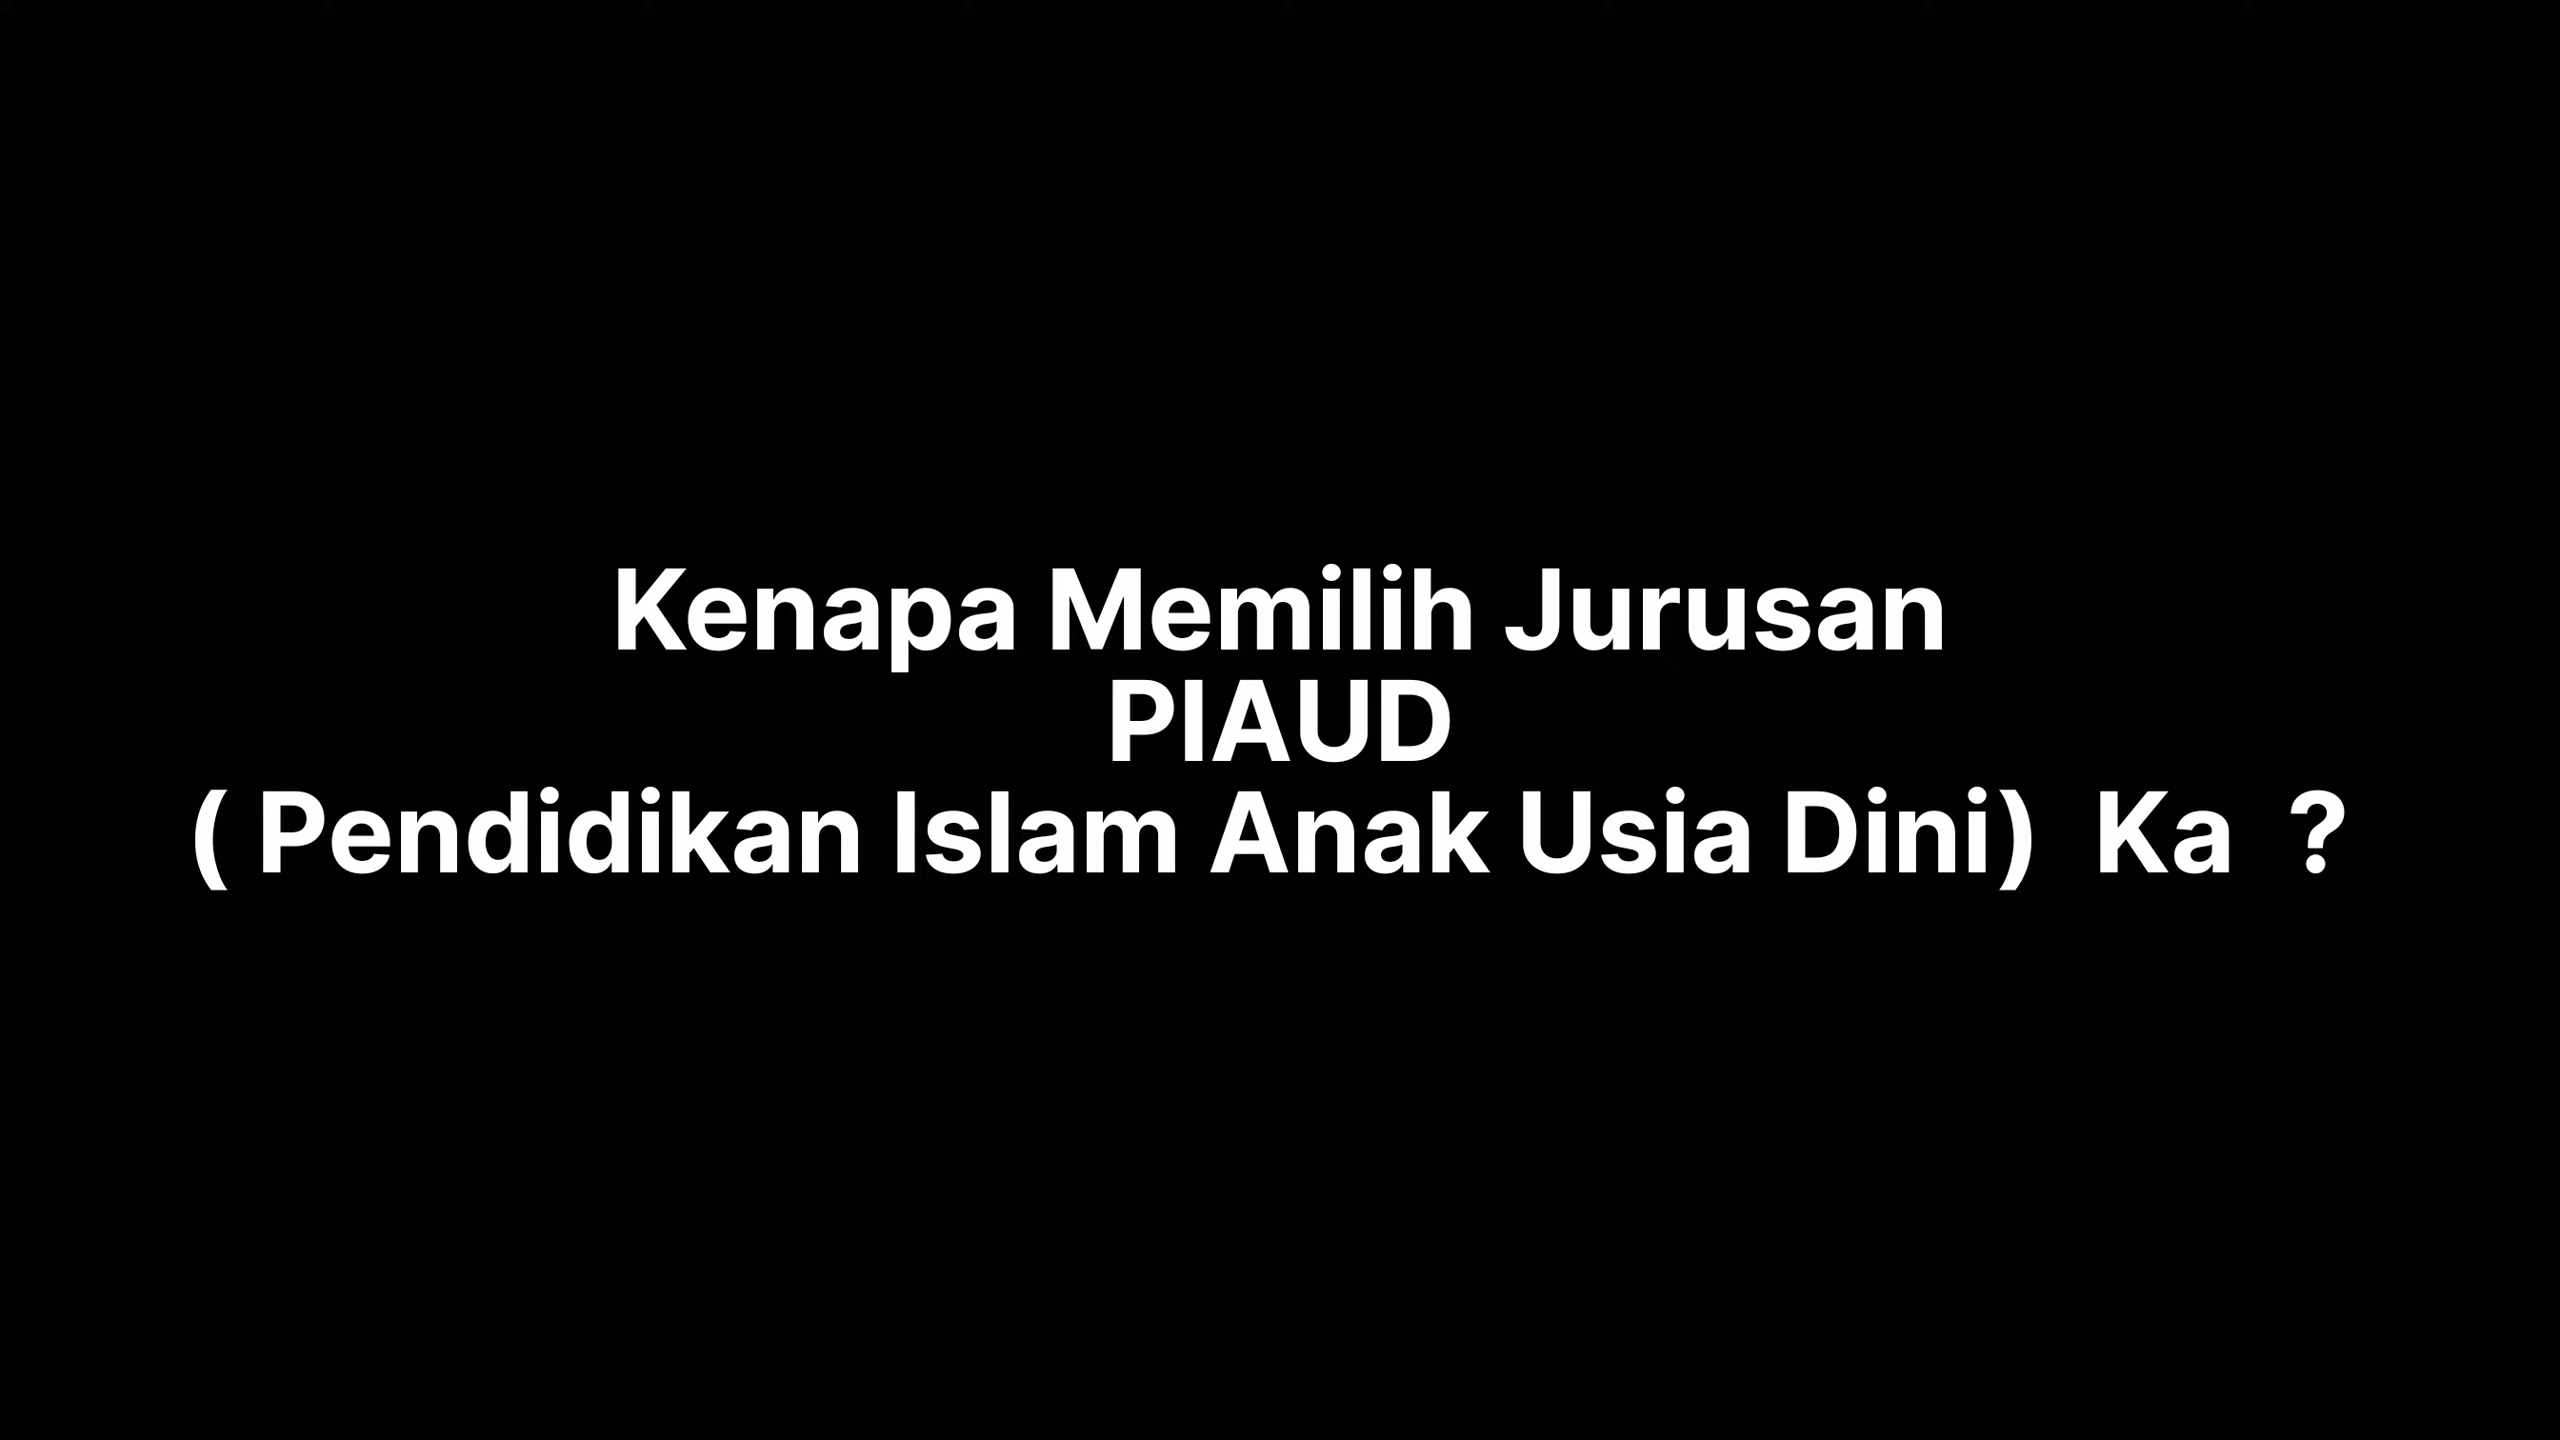 Kenapa Memilih Jurusan
PIAUD
( Pendidikan Islam Anak Usia Dini)  Ka  ?